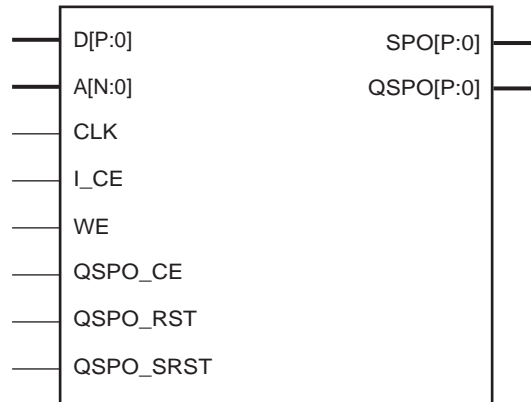 D[P:0]
SPO[P:0]
A[N:0]
QSPO[P:0]
CLK
I_CE
WE
QSPO_CE
QSPO_RST
QSPO_SRST